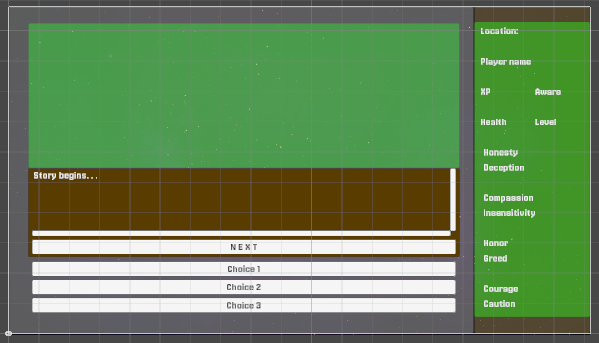 Story begins...
NEXT
Choice 1
Choice 2
Choice 3
Location:
Player name
XP Aware
Health Level
Honesty
Deception
Compassion
Insensitivity
Honor
Greed
Courage
Caution